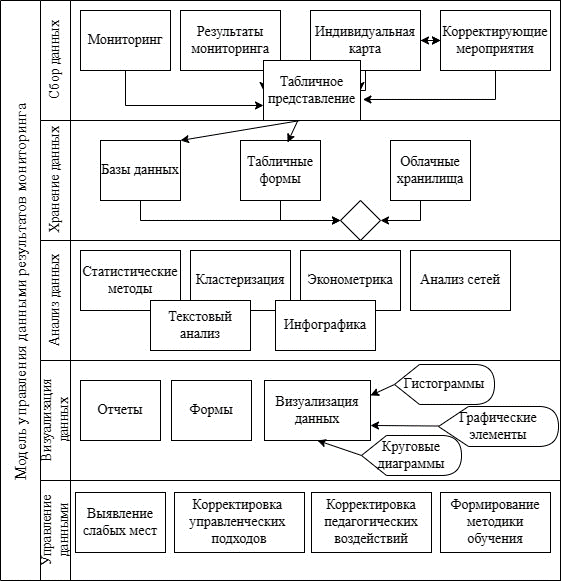 Модель управления данными результатов мониторинга
Сбор данных
Мониторинг
Результаты
мониторинга
Индивидуальная
карта
Корректирующие
мероприятия
Табличное
представление
Хранение данных
Базы данных
Табличные
формы
Облачные
хранилища
Анализ данных
Статистические
методы
Кластеризация
Эконометрика
Анализ сетей
Текстовый
анализ
Инфографика
Визуализация
данных
Отчеты
Формы
Визуализация
данных
Гистограммы
Графические
элементы
Круговые
диаграммы
Управление
данными
Выявление
слабых мест
Корректировка
управленческих
подходов
Корректировка
педагогических
воздействий
Формирование
методики
обучения